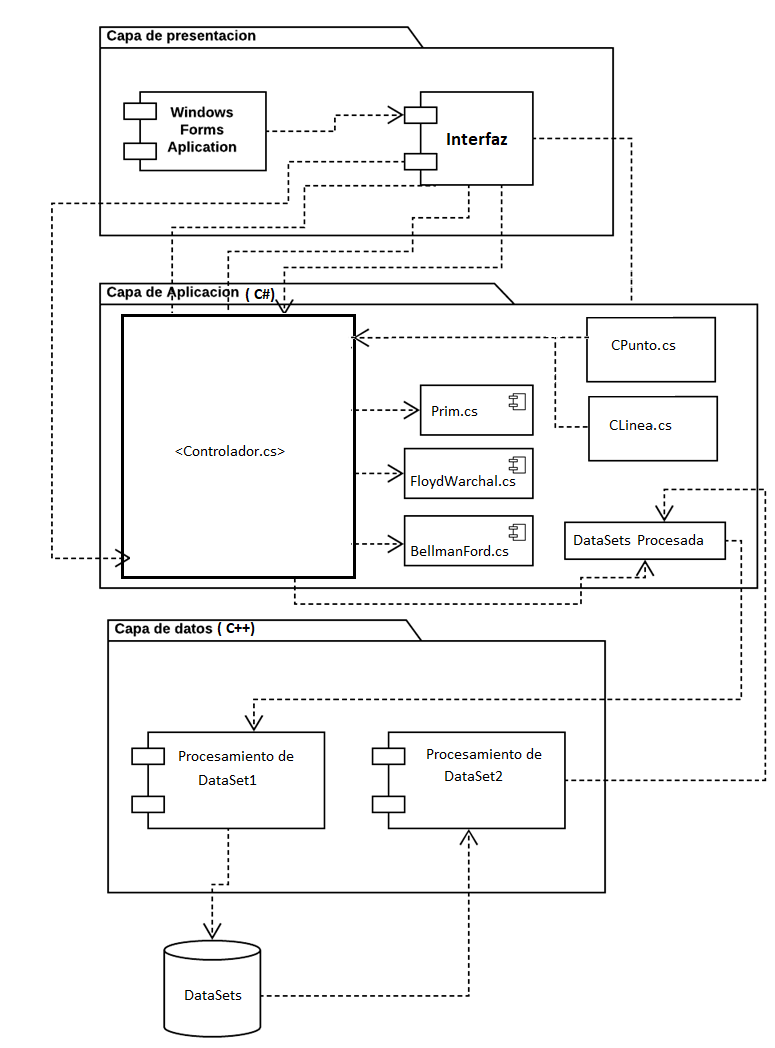 Capa de presentacion
Windows
Forms
Aplication
Interfaz
Capa de Aplicacion ( C#)
CPunto.cs
Prim.cs
CLinea.cs
<Controlador.cs>
FloydWarchal.cs
BellmanFord.cs
DataSets Procesada
Capa de datos ( C++)
Procesamiento de
DataSet1
Procesamiento de
DataSet2
DataSets